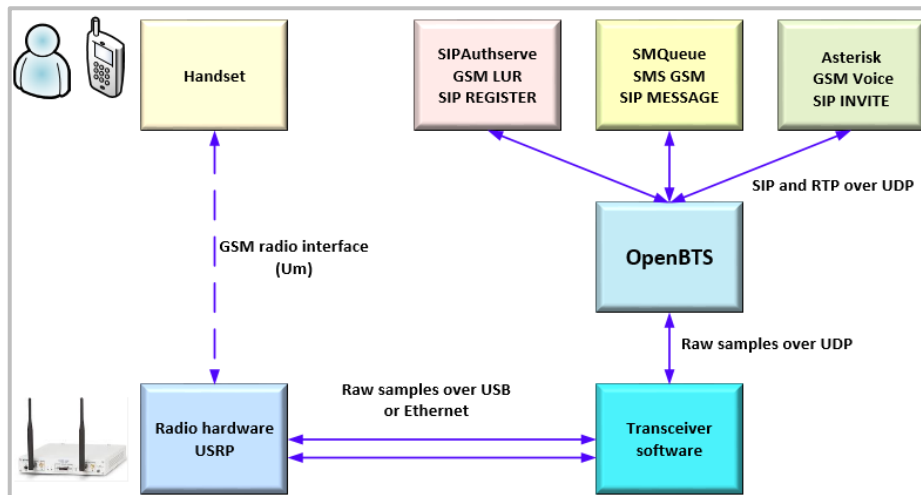 Handset
SIPAuthserve
GSM LUR
SIP REGISTER
SMQueue
SMS GSM
SIP MESSAGE
Asterisk
GSM Voice
SIP INVITE
SIP and RTP over UDP
GSM radio interface
(Um)
OpenBTS
Raw samples over UDP
Raw samples over USB
or Ethernet
Radio hardware
USRP
Transceiver
software